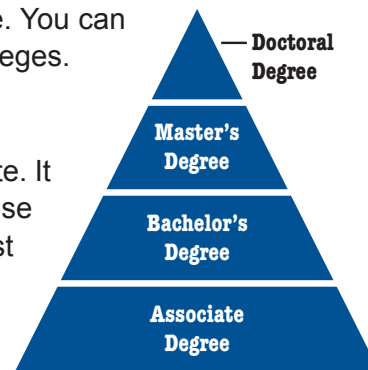 . You can
eges.
te. It
se
st
Doctoral
Degree
Master's
Degree
Bachelor's
Degree
Associate
Degree